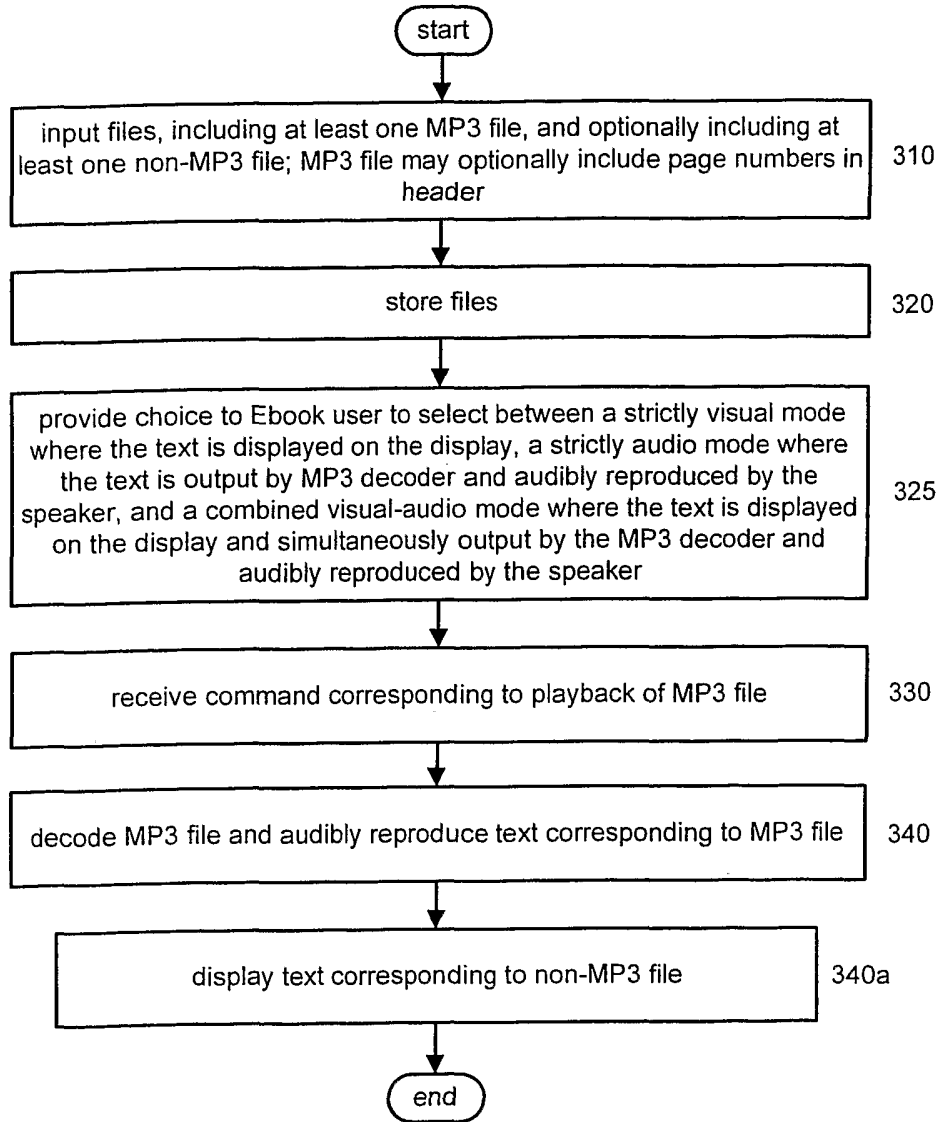 start
input files, including at least one MP3 file, and optionally including at
least one non-MP3 file; MP3 file may optionally include page numbers in
header
310
store files
320
provide choice to Ebook user to select between a strictly visual mode
where the text is displayed on the display, a strictly audio mode where
the text is output by MP3 decoder and audibly reproduced by the
speaker, and a combined visual-audio mode where the text is displayed
on the display and simultaneously output by the MP3 decoder and
audibly reproduced by the speaker
325
receive command corresponding to playback of MP3 file
330
decode MP3 file and audibly reproduce text corresponding to MP3 file
340
display text corresponding to non-MP3 file
340a
end